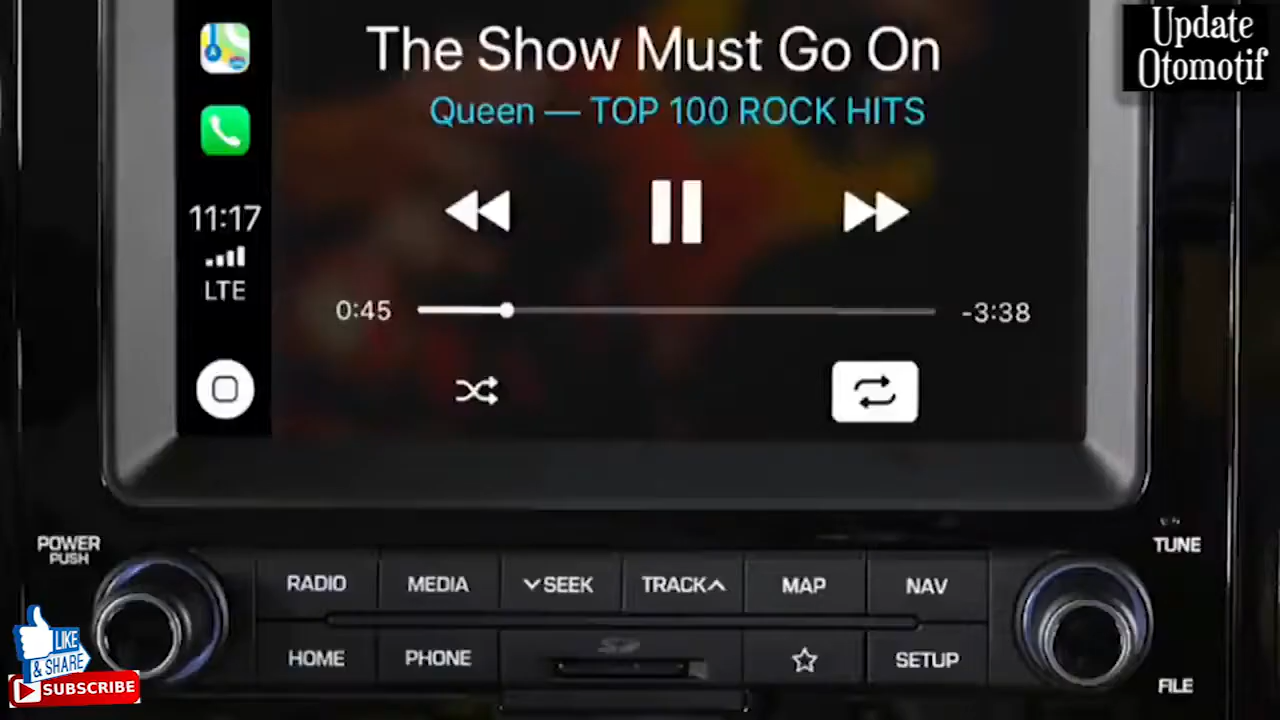 The Show Must Go On
Queen — TOP 100 ROCK HITS
11:17
LTE
0:45
-3:38
Update
Otomotif
POWER
PUSH
TUNE
RADIO
MEDIA
SEEK
TRACK
MAP
NAV
HOME
PHONE
SD
SETUP
FILE
LIKE
& SHARE
SUBSCRIBE